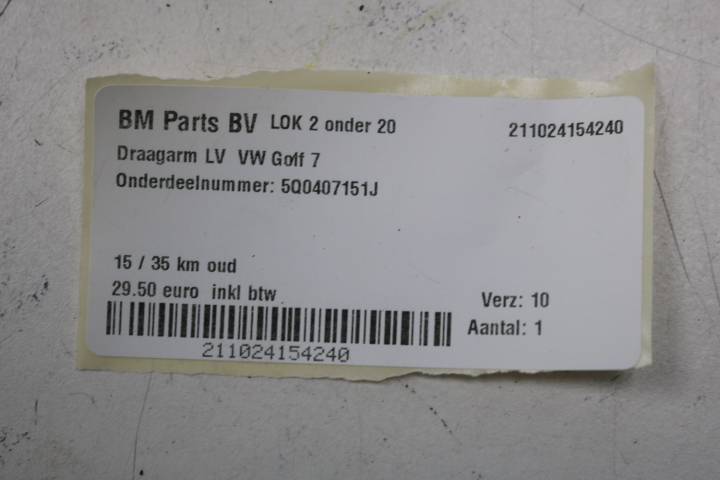 BM Parts BV LOK 2 onder 20 211024154240
Draagarm LV VW Golf 7
Onderdeelnummer: 5Q0407151J
15 / 35 km oud
29.50 euro inkl btw
Verz: 10
Aantal: 1
211024154240